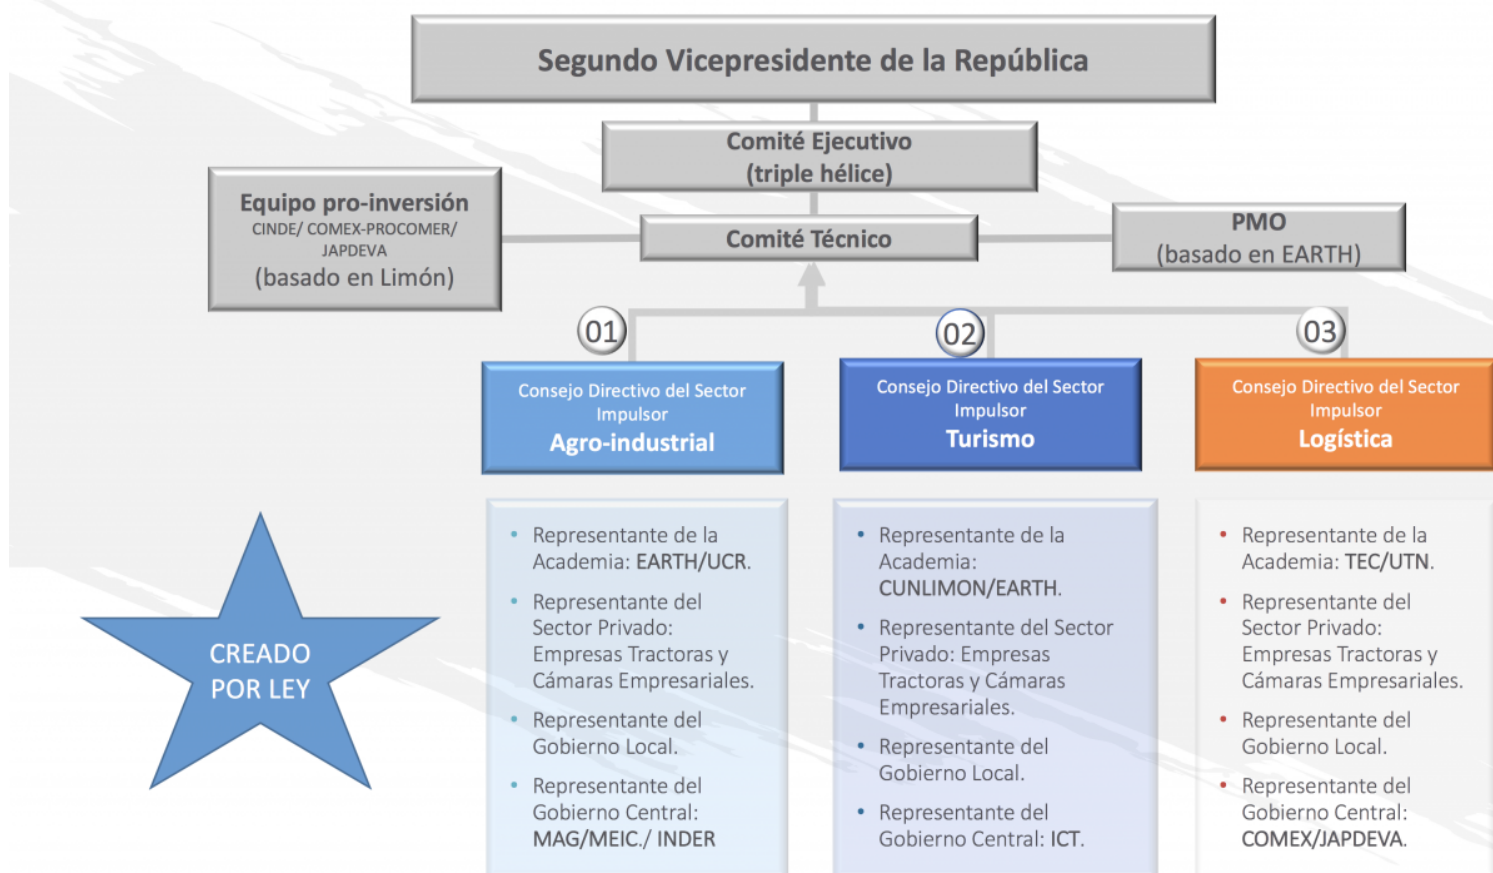 Segundo Vicepresidente de la República
Comité Ejecutivo
(triple hélice)
Equipo pro-inversión
CINDE/ COMEX-PROCOMER/
JAPDEVA
(basado en Limón)
Comité Técnico
PMO
(basado en EARTH)
01
02
03
Consejo Directivo del Sector
Impulsor
Agro-industrial
Consejo Directivo del Sector
Impulsor
Turismo
Consejo Directivo del Sector
Impulsor
Logística
CREADO
POR LEY
• Representante de la
Academia: EARTH/UCR.
• Representante del
Sector Privado:
Empresas Tractoras y
Cámaras Empresariales.
• Representante del
Gobierno Local.
• Representante del
Gobierno Central:
MAG/MEIC./ INDER
• Representante de la
Academia:
CUNLIMON/EARTH.
• Representante del Sector
Privado: Empresas
Tractoras y Cámaras
Empresariales.
• Representante del
Gobierno Local.
• Representante del
Gobierno Central: ICT.
• Representante de la
Academia: TEC/UTN.
• Representante del
Sector Privado:
Empresas Tractoras y
Cámaras Empresariales.
• Representante del
Gobierno Local.
• Representante del
Gobierno Central:
COMEX/JAPDEVA.